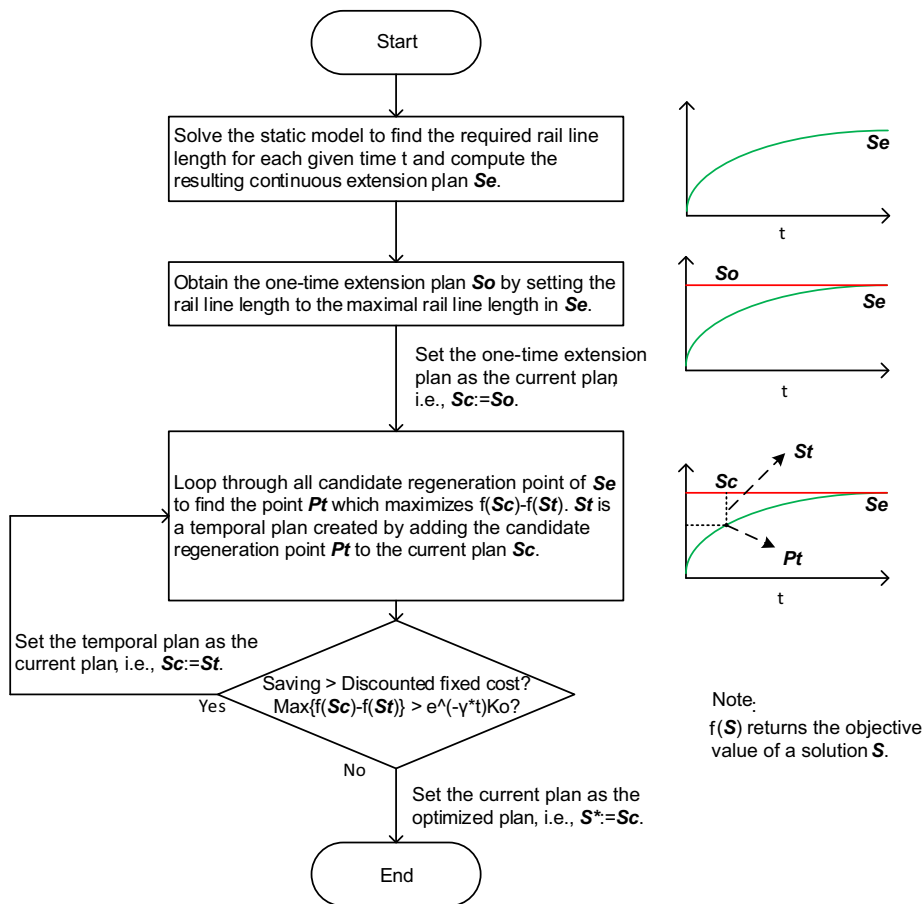 Start
Solve the static model to find the required rail line
length for each given time t and compute the
resulting continuous extension plan Se.
Se
t
Obtain the one-time extension plan So by setting the
rail line length to the maximal rail line length in Se.
So
Se
t
Set the one-time extension
plan as the current plan,
i.e., Sc:=So.
Loop through all candidate regeneration point of Se
to find the point Pt which maximizes f(Sc)-f(St). St is
a temporal plan created by adding the candidate
regeneration point Pt to the current plan Sc.
St
Sc
Se
Pt
t
Set the temporal plan as the
current plan, i.e., Sc:=St.
Yes
Saving > Discounted fixed cost?
Max{f(Sc)-f(St)} > e^(-γ*t)Ko?
No
Note:
f(S) returns the objective
value of a solution S.
Set the current plan as the
optimized plan, i.e., S*:=Sc.
End